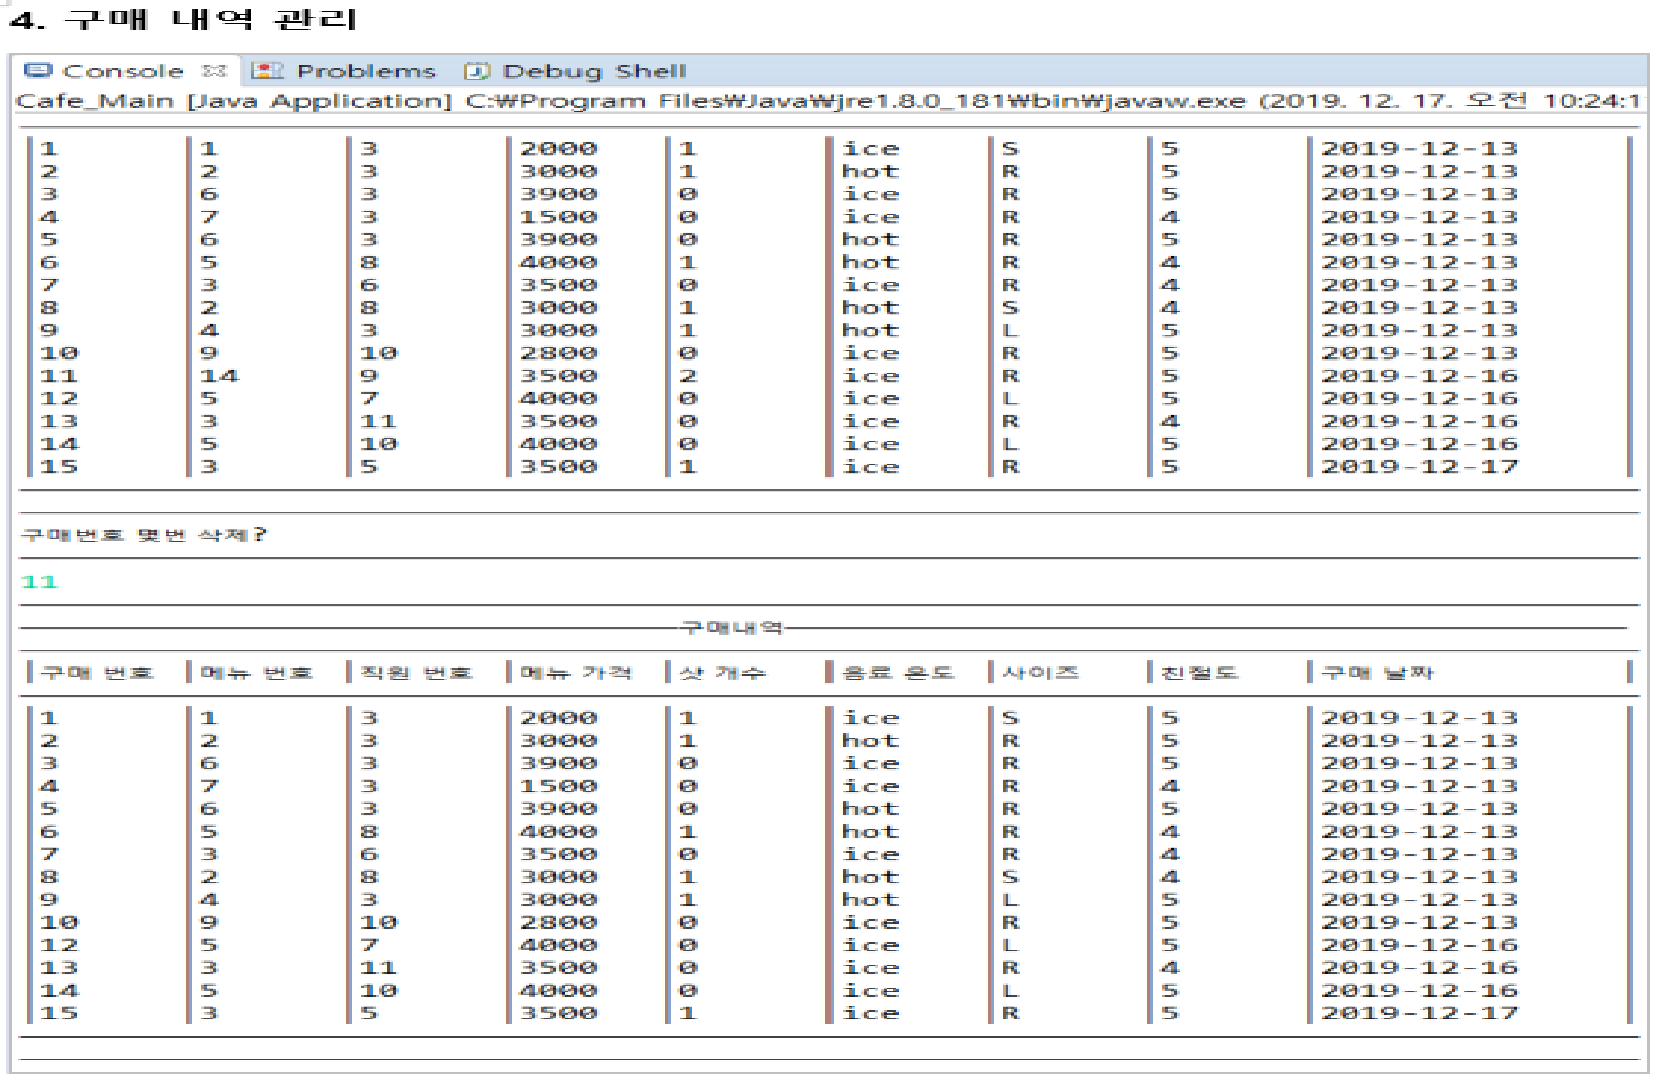 4. 구매 내역 관리
Console Problems Debug Shell
Cafe_Main [Java Application] C:₩Program Files₩Java₩jre1.8.0_181₩bin₩javaw.exe (2019. 12. 17. 오전 10:24:1
1 1 3 2000 1 ice S 5 2019-12-13
2 2 3 3000 1 hot R 5 2019-12-13
3 6 3 3900 0 ice R 5 2019-12-13
4 7 3 1500 0 ice R 4 2019-12-13
5 6 3 3900 0 hot R 5 2019-12-13
6 5 8 4000 1 hot R 4 2019-12-13
7 3 6 3500 0 ice R 4 2019-12-13
8 2 8 3000 1 hot S 4 2019-12-13
9 4 3 3000 1 hot L 5 2019-12-13
10 9 10 2800 0 ice R 5 2019-12-13
11 14 9 3500 2 ice R 5 2019-12-16
12 5 7 4000 0 ice L 5 2019-12-16
13 3 11 3500 0 ice R 4 2019-12-16
14 5 10 4000 0 ice L 5 2019-12-16
15 3 5 3500 1 ice R 5 2019-12-17
구매번호 몇번 삭제?
11
구매내역
구매 번호 메뉴 번호 직원 번호 메뉴 가격 샷 개수 음료 온도 사이즈 친절도 구매 날짜
1 1 3 2000 1 ice S 5 2019-12-13
2 2 3 3000 1 hot R 5 2019-12-13
3 6 3 3900 0 ice R 5 2019-12-13
4 7 3 1500 0 ice R 4 2019-12-13
5 6 3 3900 0 hot R 5 2019-12-13
6 5 8 4000 1 hot R 4 2019-12-13
7 3 6 3500 0 ice R 4 2019-12-13
8 2 8 3000 1 hot S 4 2019-12-13
9 4 3 3000 1 hot L 5 2019-12-13
10 9 10 2800 0 ice R 5 2019-12-13
12 5 7 4000 0 ice L 5 2019-12-16
13 3 11 3500 0 ice R 4 2019-12-16
14 5 10 4000 0 ice L 5 2019-12-16
15 3 5 3500 1 ice R 5 2019-12-17